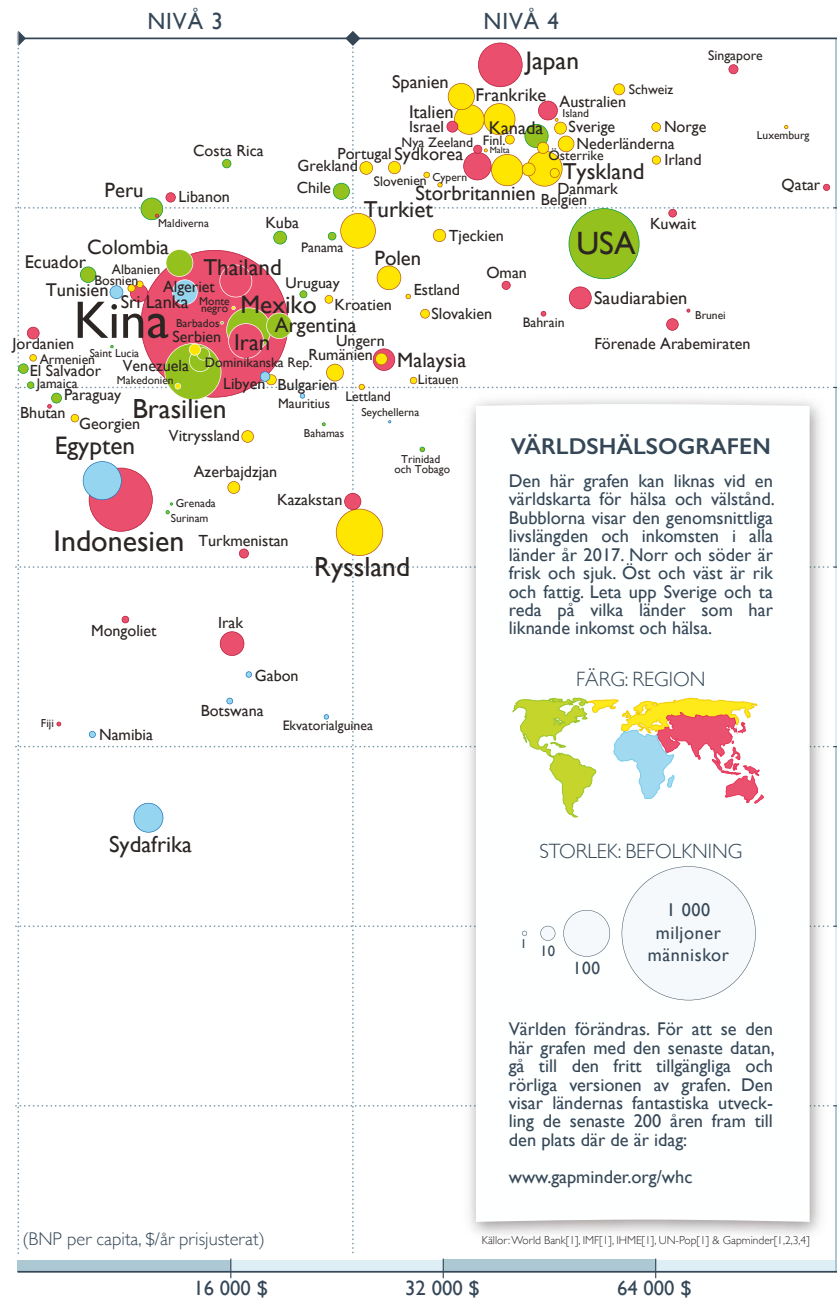 NIVÅ 3
NIVÅ 4
Japan
Singapore
Spanien
Schweiz
Frankrike
Australien
Italien
Island
Israel
Kanada
Sverige
Norge
Luxemburg
Nya Zeeland
Finl.
Nederländerna
Costa Rica
Malta
Portugal
Sydkorea
Österrike
Irland
Grekland
Tyskland
Slovenien
Cypern
Peru
Libanon
Chile
Storbritannien
Danmark
Qatar
Belgien
Maldiverna
Turkiet
Kuwait
Kuba
Colombia
Panama
Tjeckien
USA
Ecuador
Albanien
Thailand
Polen
Bosnien
Oman
Tunisien
Algeriet
Uruguay
Estland
Sri Lanka
Monte
negro
Mexiko
Kroatien
Saudiarabien
Kina
Slovakien
Bahrain
Brunei
Barbados
Argentina
Jordanien
Serbien
Iran
Ungern
Förenade Arabemiraten
Saint Lucia
Armenien
Venezuela
Dominikanska Rep.
Rumänien
Malaysia
El Salvador
Makedonien
Libyen
Bulgarien
Litauen
Jamaica
Lettland
Paraguay
Brasilien
Mauritius
Bhutan
Seychellerna
Georgien
Bahamas
Vitryssland
Egypten
Trinidad
och Tobago
Azerbajdzjan
Kazakstan
Grenada
Surinam
Indonesien
Turkmenistan
Ryssland
Mongoliet
Irak
Gabon
Botswana
Fiji
Ekvatorialguinea
Namibia
Sydafrika
VÄRLDSHÄLSOGRAFEN
Den här grafen kan liknas vid en
världskarta för hälsa och välstånd.
Bubblorna visar den genomsnittliga
livslängden och inkomsten i alla
länder år 2017. Norr och söder är
frisk och sjuk. Öst och väst är rik
och fattig. Leta upp Sverige och ta
reda på vilka länder som har
liknande inkomst och hälsa.
FÄRG: REGION
STORLEK: BEFOLKNING
1
10
100
1 000
miljoner
människor
Världen förändras. För att se den
här grafen med den senaste datan,
gå till den fritt tillgängliga och
rörliga versionen av grafen. Den
visar ländernas fantastiska utveck-
ling de senaste 200 åren fram till
den plats där de är idag:
www.gapminder.org/whc
(BNP per capita, $/år prisjusterat)
Källor: World Bank[1], IMF[1], IHME[1], UN-Pop[1] & Gapminder[1,2,3,4]
16 000 $
32 000 $
64 000 $